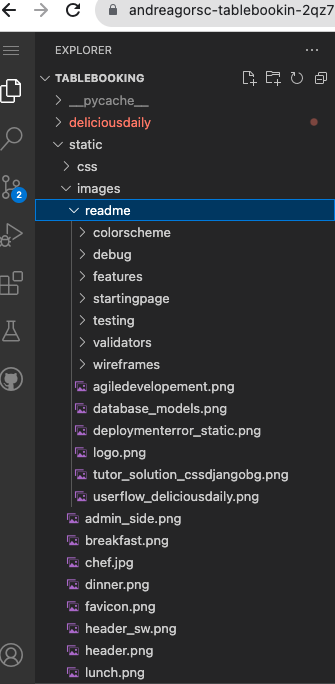 andreagorsc-tablebookin-2qz7
EXPLORER
TABLEBOOKING
__pycache__
deliciousdaily
static
css
images
readme
colorscheme
debug
features
startingpage
testing
validators
wireframes
agiledevelopement.png
database_models.png
deploymenterror_static.png
logo.png
tutor_solution_cssdjangobg.png
userflow_deliciousdaily.png
admin_side.png
breakfast.png
chef.jpg
dinner.png
favicon.png
header_sw.png
header.png
lunch.png
2